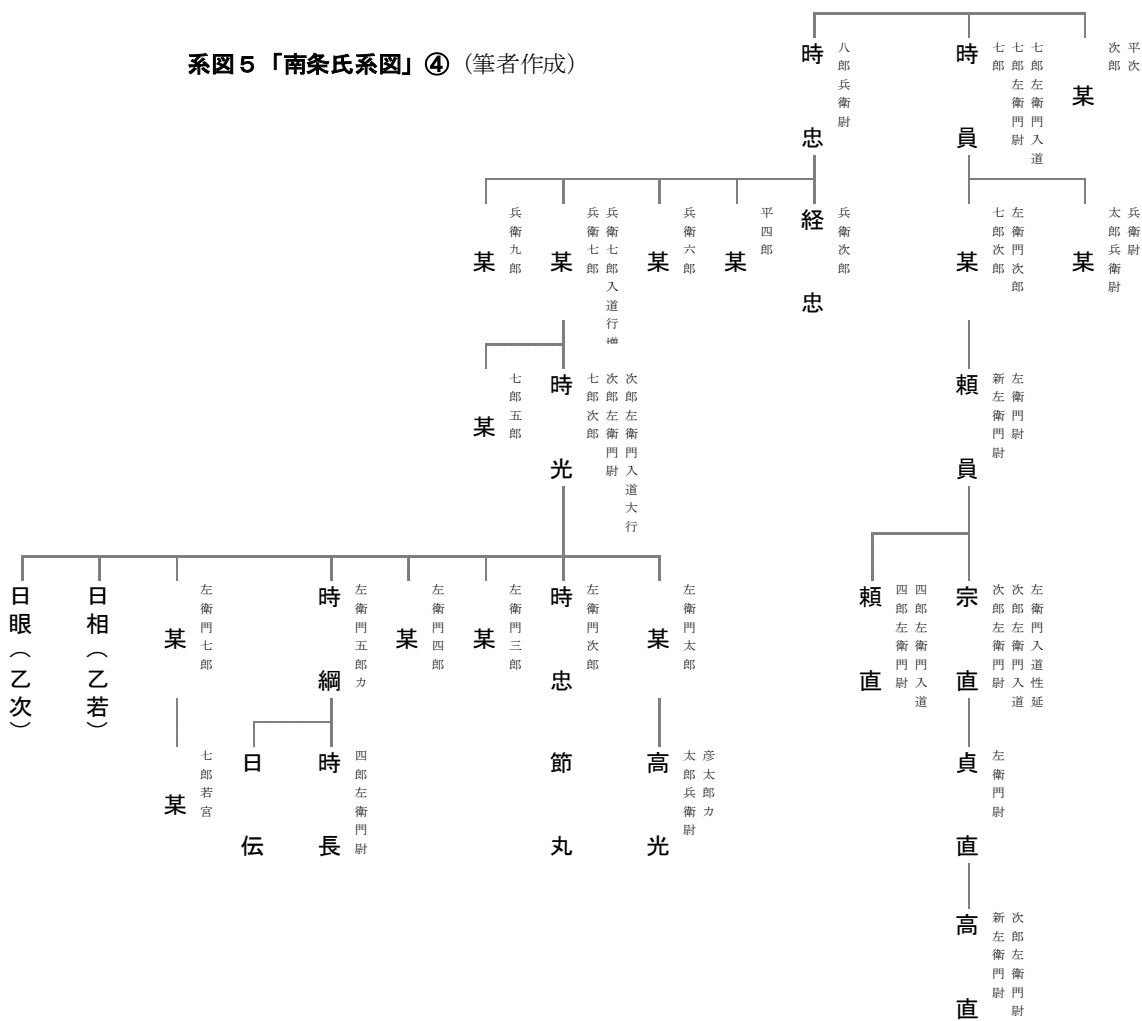 系図５「南条氏系図」④（筆者作成）
平次
次郎
某
七郎左衛門入道
七郎左衛門尉
七郎
時員
八郎兵衛尉
時忠
兵衛尉
太郎兵衛尉
某
左衛門次郎
七郎次郎
某
兵衛次郎
経忠
平四郎
某
兵衛六郎
某
兵衛七郎入道行増
兵衛七郎
某
兵衛九郎
某
左衛門尉
新左衛門尉
頼員
次郎左衛門入道大行
次郎左衛門尉
七郎次郎
時光
七郎五郎
某
左衛門入道性延
次郎左衛門入道
次郎左衛門尉
宗直
四郎左衛門入道
四郎左衛門尉
頼直
左衛門太郎
某
左衛門次郎
時忠
左衛門三郎
某
左衛門四郎
某
左衛門五郎カ
時綱
左衛門七郎
某
日相（乙若）
日眼（乙次）
左衛門尉
貞直
彦太郎カ
太郎兵衛尉
高光
節丸
四郎左衛門尉
時長
日伝
七郎若宮
某
次郎左衛門尉
新左衛門尉
高直